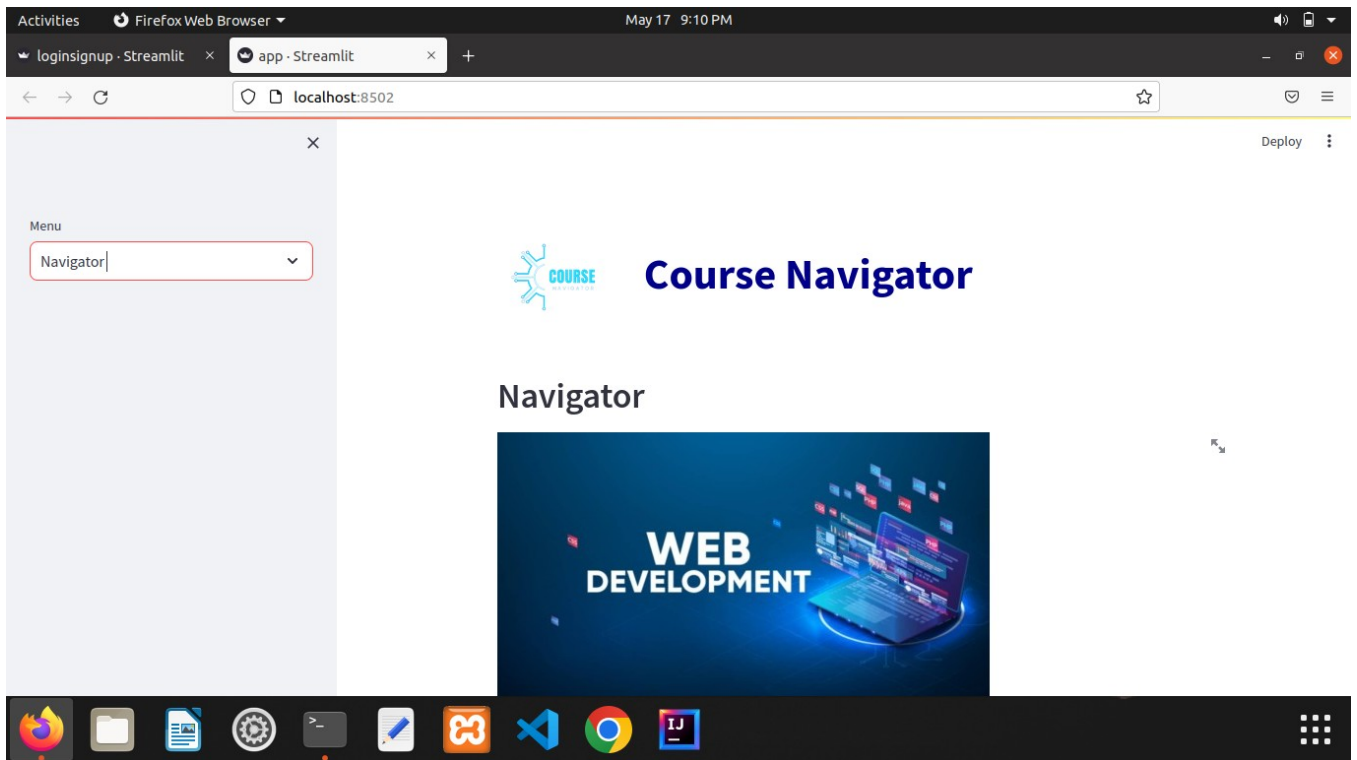 Activities Firefox Web Browser May 17 9:10 PM
loginsignup · Streamlit × app · Streamlit × +
localhost:8502
Deploy
Menu
Navigator
COURSE
NAVIGATOR
Course Navigator
Navigator
WEB
DEVELOPMENT